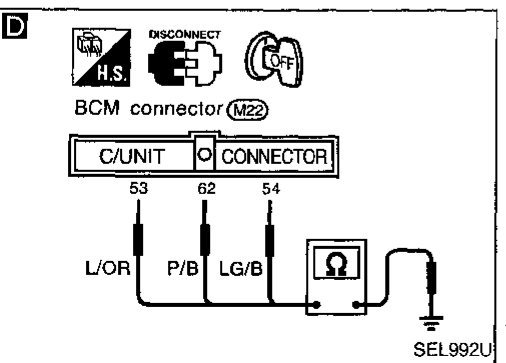 D
DISCONNECT
H.S.
OFF
BCM connector M22
C/UNIT CONNECTOR
53 62 54
L/OR P/B LG/B Ω
SEL992U